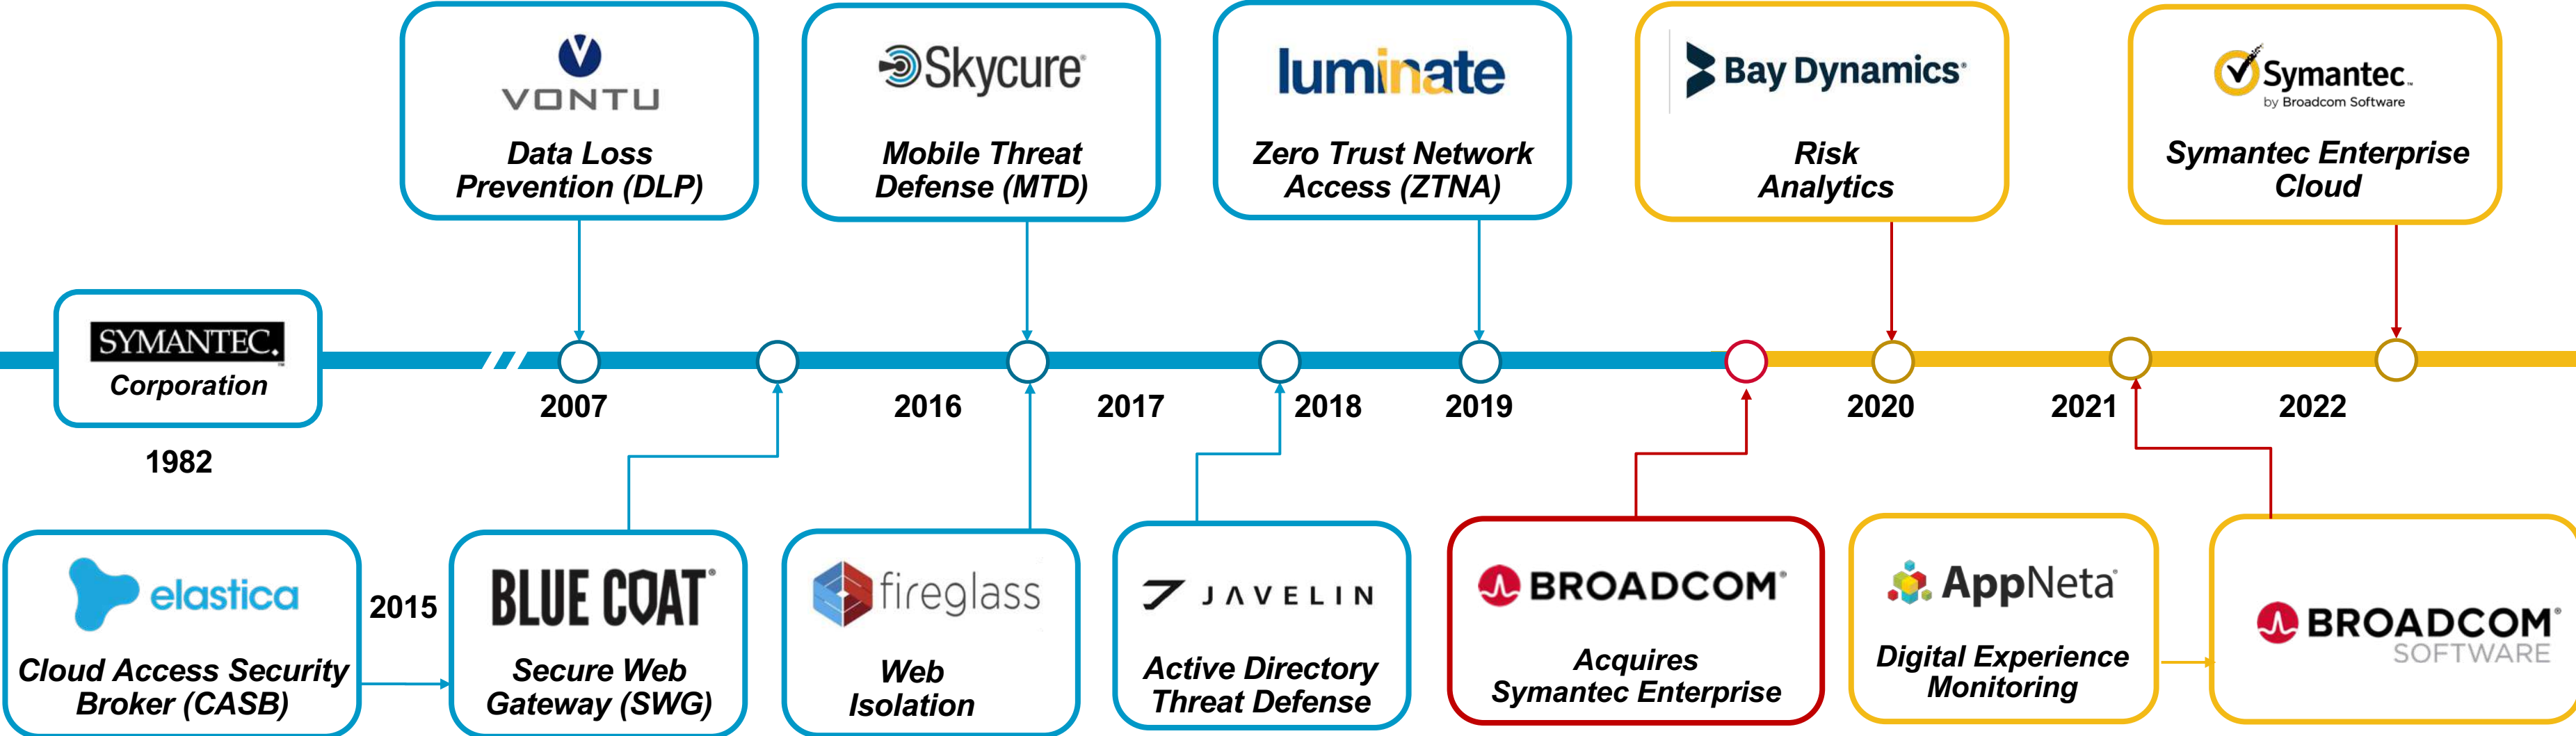 VONTU
Data Loss
Prevention (DLP)
Skycure
Mobile Threat
Defense (MTD)
luminate
Zero Trust Network
Access (ZTNA)
Bay Dynamics
Risk
Analytics
Symantec™
by Broadcom Software
Symantec Enterprise
Cloud
SYMANTEC.
Corporation
1982
2007
2016
2017
2018
2019
2020
2021
2022
elastica
Cloud Access Security
Broker (CASB)
2015
BLUE COAT®
Secure Web
Gateway (SWG)
fireglass
Web
Isolation
JAVELIN
Active Directory
Threat Defense
BROADCOM®
Acquires
Symantec Enterprise
AppNeta
Digital Experience
Monitoring
BROADCOM®
SOFTWARE